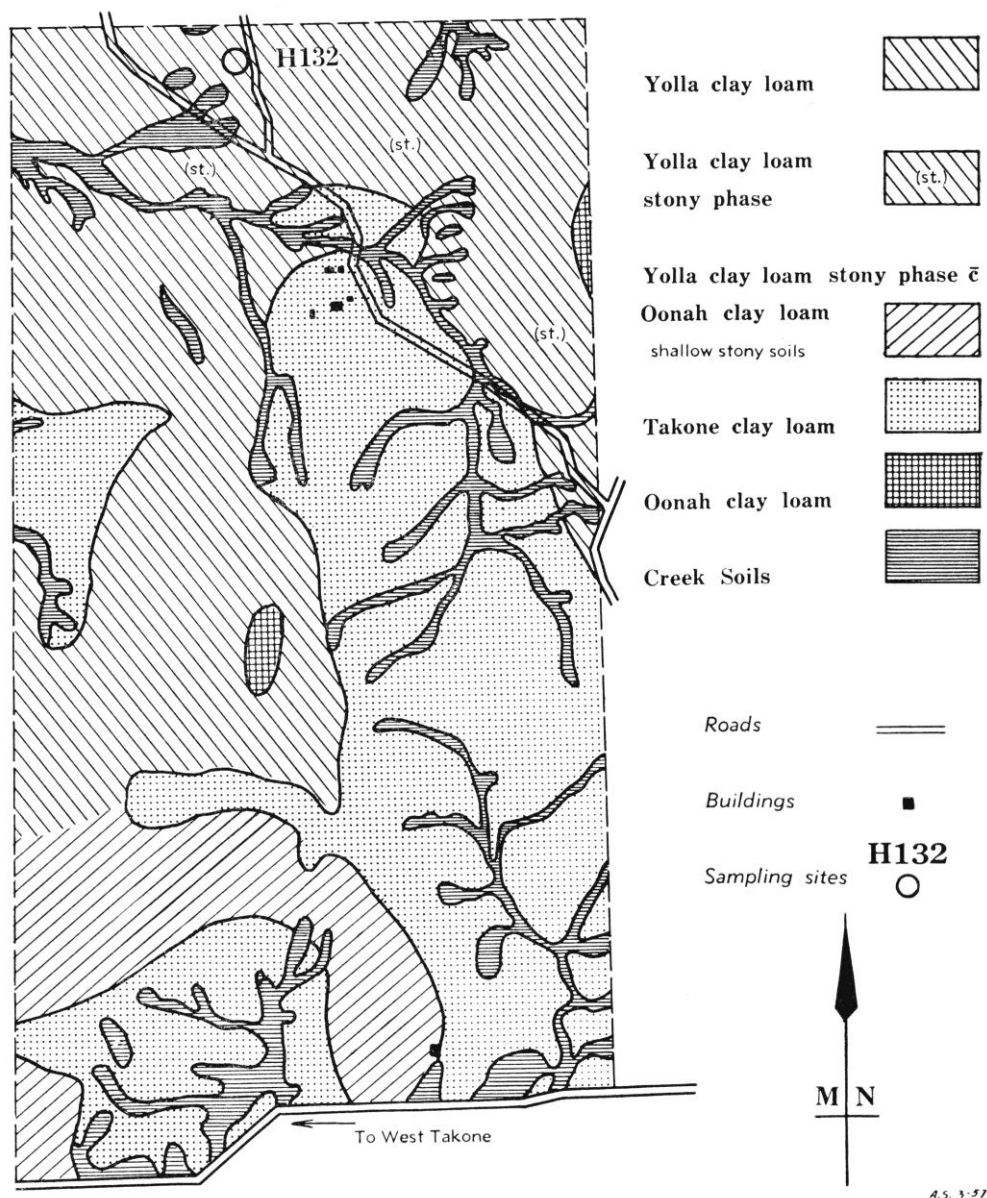 H132
(st.)
(st.)
(st.)
To West Takone
Yolla clay loam
Yolla clay loam
stony phase
(st.)
Yolla clay loam stony phase c̄
Oonah clay loam
shallow stony soils
Takone clay loam
Oonah clay loam
Creek Soils
Roads
Buildings
H132
Sampling sites
M N
A.S. 3·57